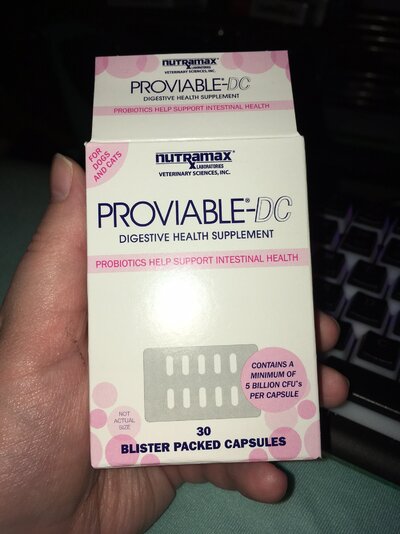 nutramax
LABORATORIES
VETERINARY SCIENCES, INC.
PROVIABLE®-DC
DIGESTIVE HEALTH SUPPLEMENT
PROBIOTICS HELP SUPPORT INTESTINAL HEALTH
FOR
DOGS
AND CATS
nutramax®
LABORATORIES
VETERINARY SCIENCES, INC.
PROVIABLE®-DC
DIGESTIVE HEALTH SUPPLEMENT
PROBIOTICS HELP SUPPORT INTESTINAL HEALTH
CONTAINS A
MINIMUM OF
5 BILLION CFU's
PER CAPSULE
NOT
ACTUAL
SIZE
30
BLISTER PACKED CAPSULES